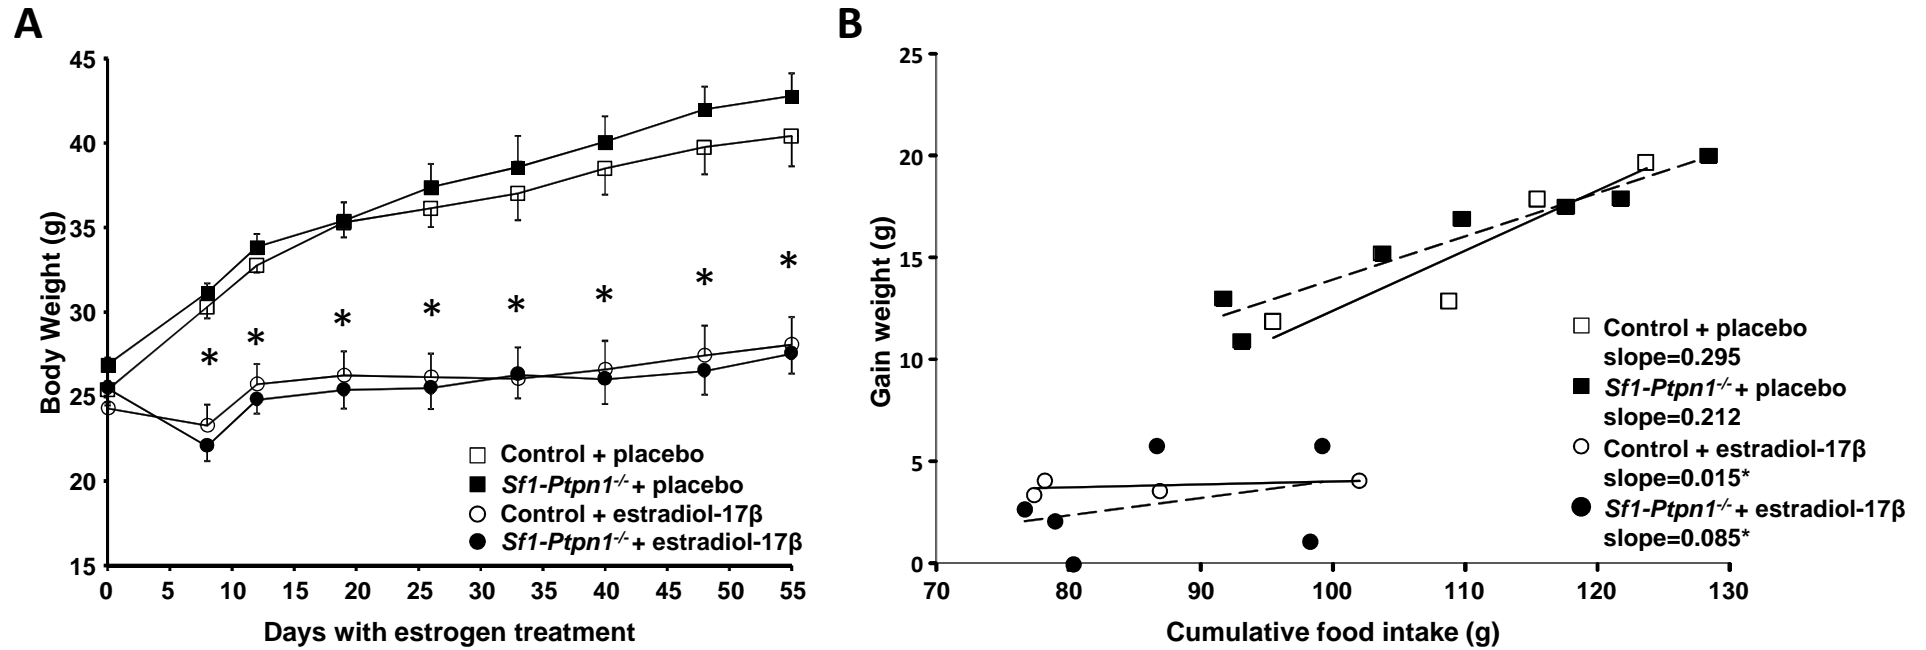 A
45
40
35
30
25
20
15
Body Weight (g)
*
*
*
*
*
*
*
*
*
Control + placebo
Sf1-Ptpn1-/- + placebo
Control + estradiol-17β
Sf1-Ptpn1-/- + estradiol-17β
0 5 10 15 20 25 30 35 40 45 50 55
Days with estrogen treatment
B
25
20
15
10
5
0
Gain weight (g)
Control + placebo
slope=0.295
Sf1-Ptpn1-/- + placebo
slope=0.212
Control + estradiol-17β
slope=0.015*
Sf1-Ptpn1-/- + estradiol-17β
slope=0.085*
70 80 90 100 110 120 130
Cumulative food intake (g)